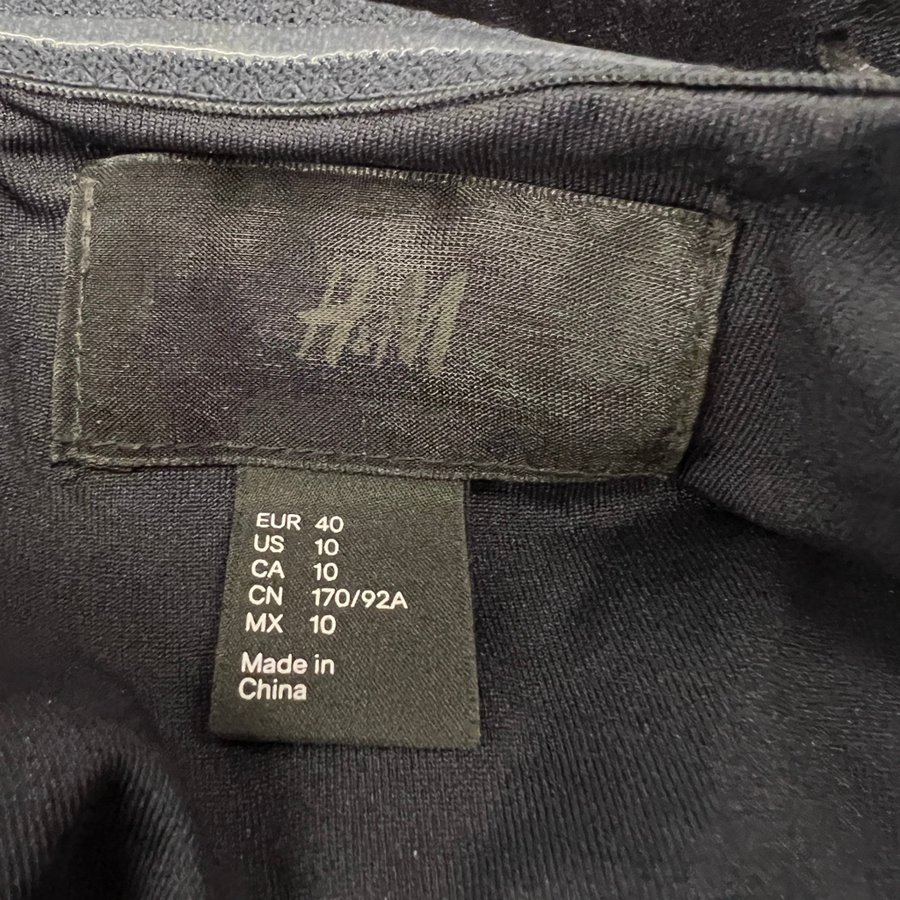 H&M
EUR 40
US 10
CA 10
CN 170/92A
MX 10
Made in
China